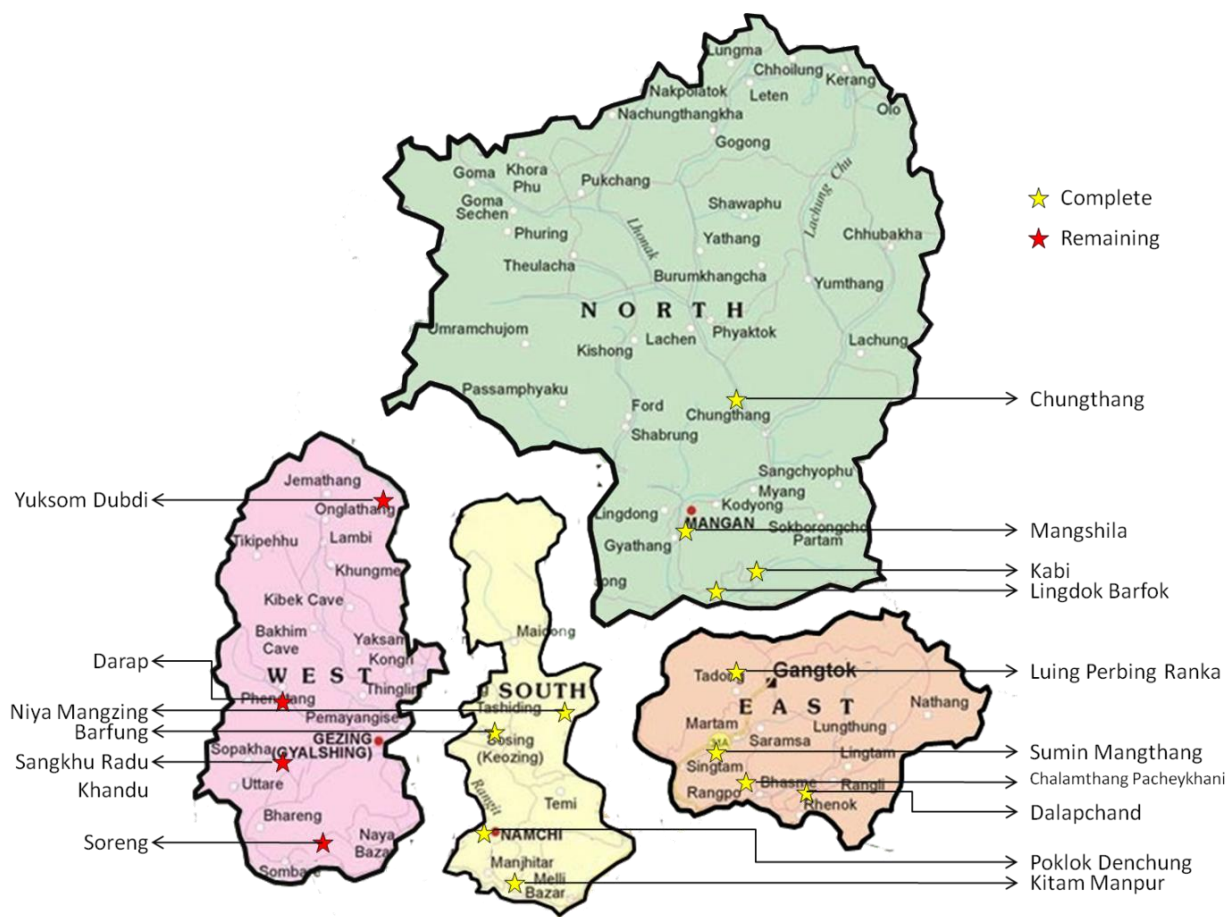 Lungma
Chhoilung
Kerang
Nakpolatok
Leten
Olo
Nachungthangkha
Gogong
Goma
Khora
Phu
Pukchang
Lachung Chu
Goma
Sechen
Shawaphu
Complete
Phuring
Lhonak
Yathang
Chhubakha
Remaining
Theulacha
Burumkhangcha
Yumthang
NORTH
Umramchujom
Lachen
Phyaktok
Kishong
Lachung
Passamphyaku
Ford
Chungthang
Chungthang
Shabrung
Sangchyophu
Jemathang
Myang
Yuksom Dubdi
Onglathang
Lingdong
Kodyong
MANGAN
Sokborongcho
Partam
Mangshila
Tikipehhu
Lambi
Gyathang
Khungme
Kabi
Lingdok Barfok
Kibek Cave
Bakhim
Cave
Yaksam
Maidong
Kongri
Darap
WEST
Luing Perbing Ranka
Tadong
Gangtok
Phendang
Thingling
SOUTH
EAST
Nathang
Niya Mangzing
Pemayangise
Tashiding
Martam
Lungthung
Barfung
GEZING
(GYALSHING)
Bosing
(Keozing)
Saramsa
Sopakha
Lingtam
Sumin Mangthang
Sangkhu Radu
Khandu
Singtam
Uttare
Bhasme
Rangli
Chalamthang Pacheykhani
Rangpo
Rhenok
Temi
Rangit
Dalapchand
Bhareng
Soreng
Naya
Bazar
NAMCHI
Sombare
Manjhitar
Poklok Denchung
Melli
Bazar
Kitam Manpur